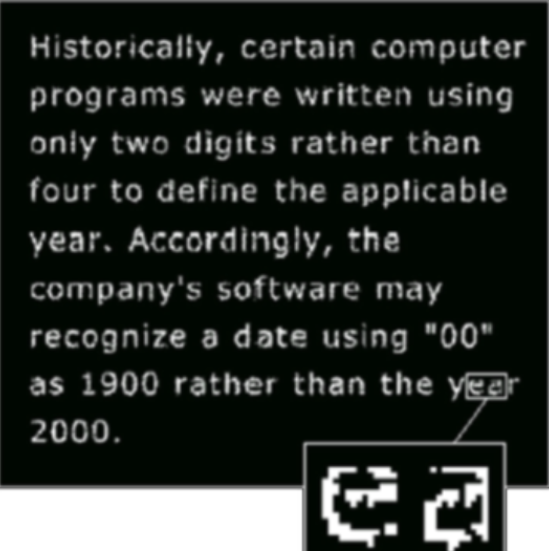 Historically, certain computer
programs were written using
only two digits rather than
four to define the applicable
year. Accordingly, the
company's software may
recognize a date using "00"
as 1900 rather than the year
2000.
ea